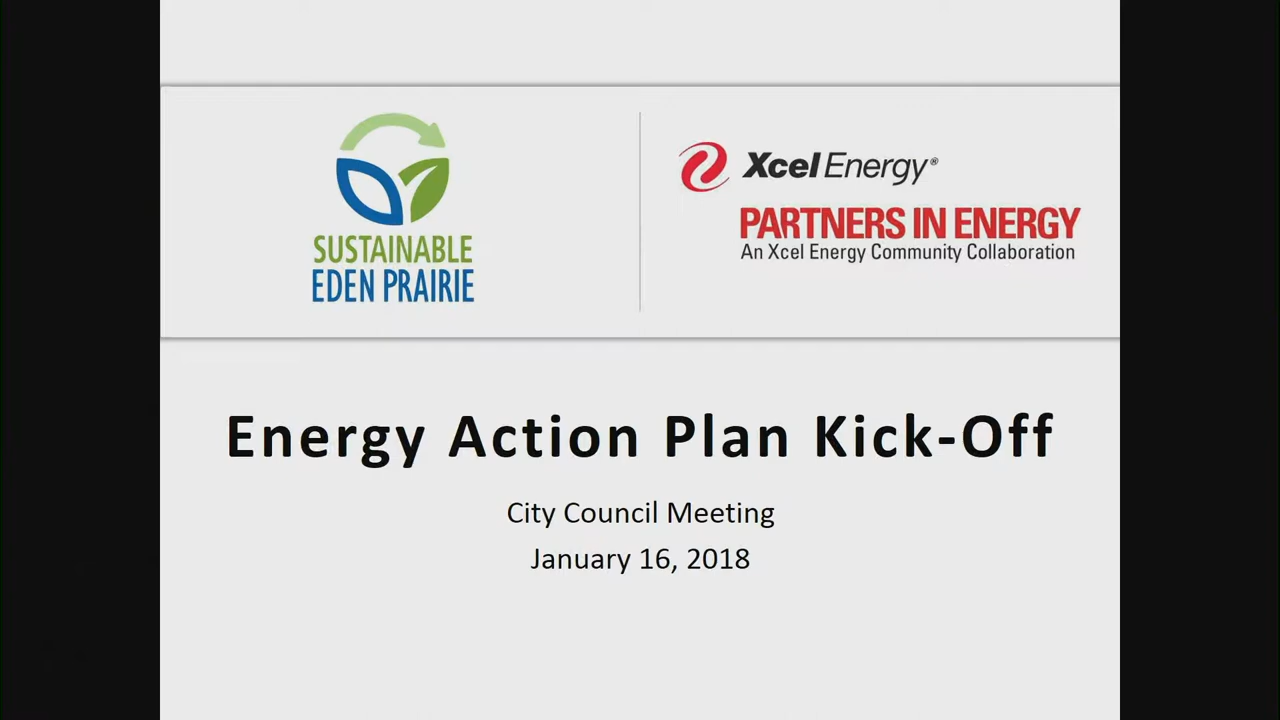 SUSTAINABLE
EDEN PRAIRIE
Xcel Energy®
PARTNERS IN ENERGY
An Xcel Energy Community Collaboration
Energy Action Plan Kick-Off
City Council Meeting
January 16, 2018